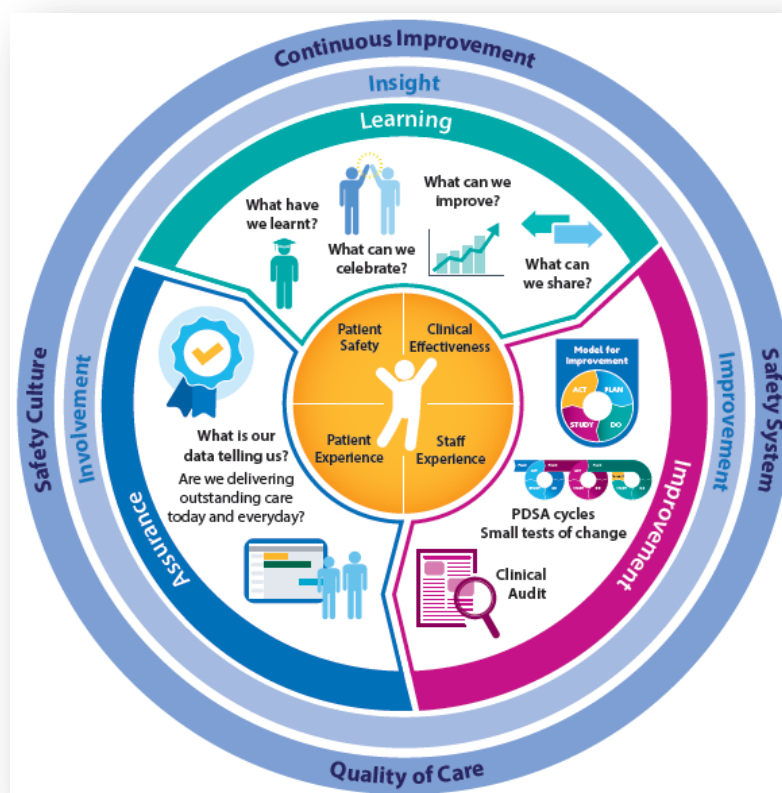 Continuous Improvement
Insight
Learning
What have
we learnt?
What can we
celebrate?
What can we
improve?
What can
we share?
Safety Culture
Involvement
Assurance
What is our
data telling us?
Are we delivering
outstanding care
today and everyday?
Patient
Safety
Clinical
Effectiveness
Patient
Experience
Staff
Experience
Model for
Improvement
ACT
PLAN
STUDY
DO
PDSA cycles
Small tests of change
Clinical
Audit
Improvement
Improvement
Safety System
Quality of Care